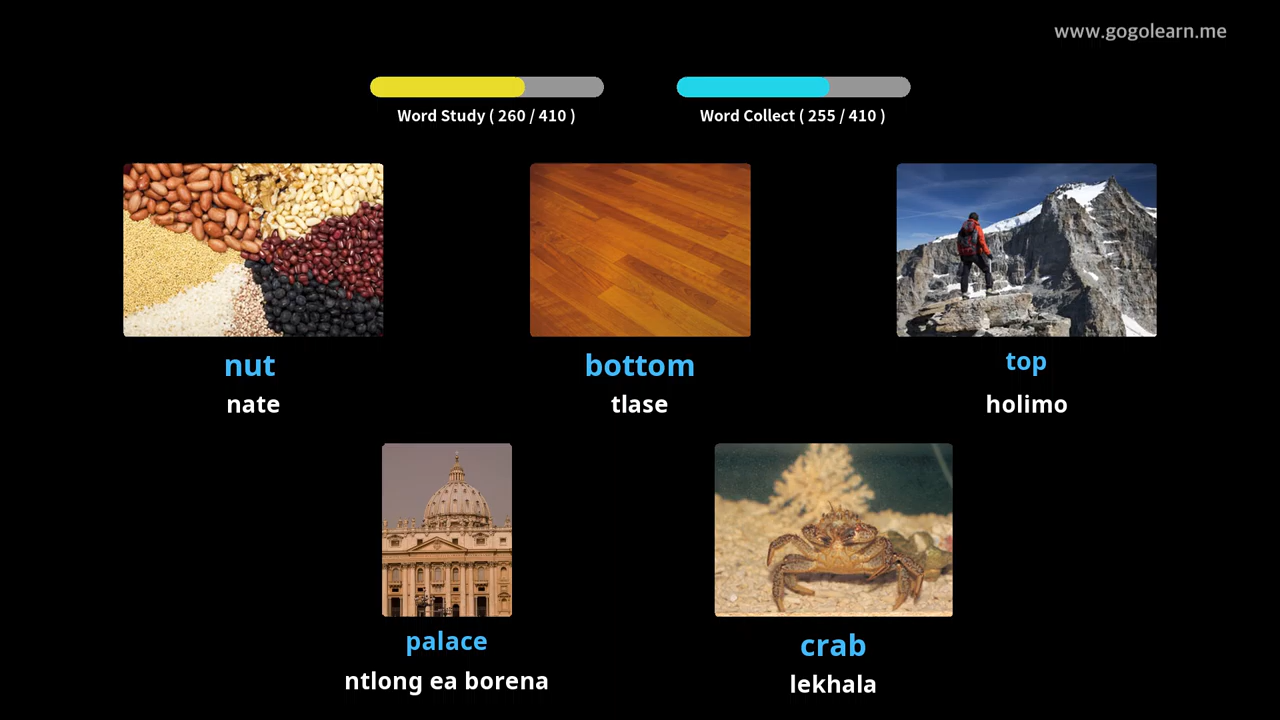 www.gogolearn.me
Word Study ( 260 / 410 )
Word Collect ( 255 / 410 )
nut
nate
bottom
tlase
top
holimo
palace
ntlong ea borena
crab
lekhala